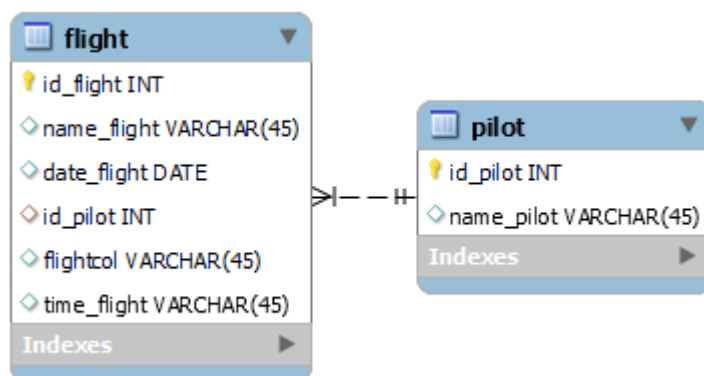 flight
id_flight INT
name_flight VARCHAR(45)
date_flight DATE
id_pilot INT
flightcol VARCHAR(45)
time_flight VARCHAR(45)
Indexes
pilot
id_pilot INT
name_pilot VARCHAR(45)
Indexes